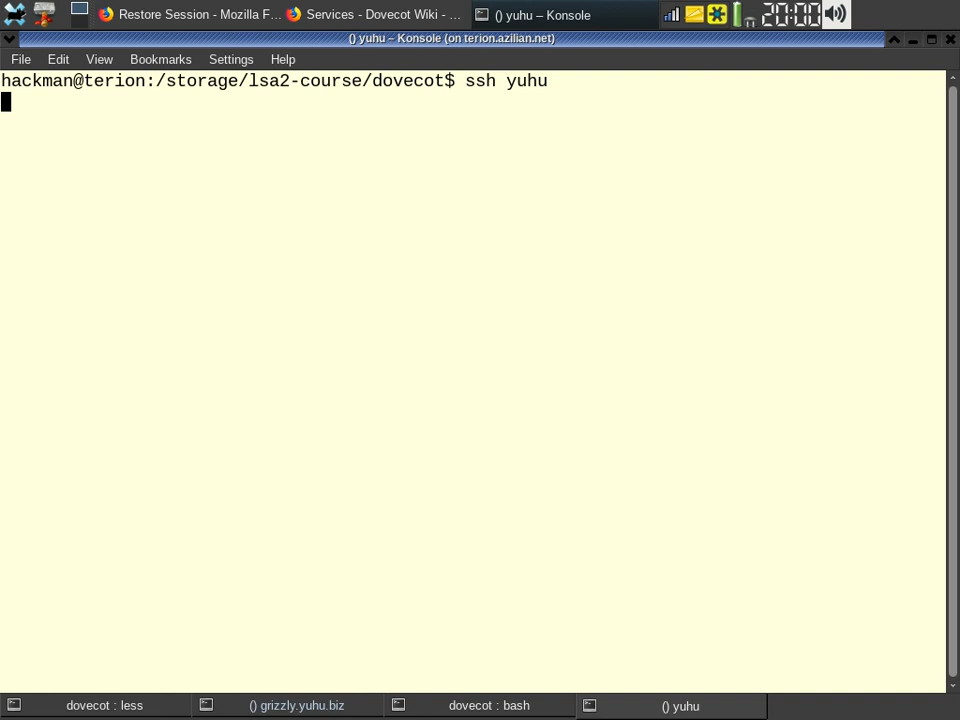 Restore Session - Mozilla F...
Services - Dovecot Wiki - ...
() yuhu – Konsole
20:00
() yuhu – Konsole (on terion.azilian.net)
File Edit View Bookmarks Settings Help
hackman@terion:/storage/lsa2-course/dovecot$ ssh yuhu
dovecot : less
() grizzly.yuhu.biz
dovecot : bash
() yuhu